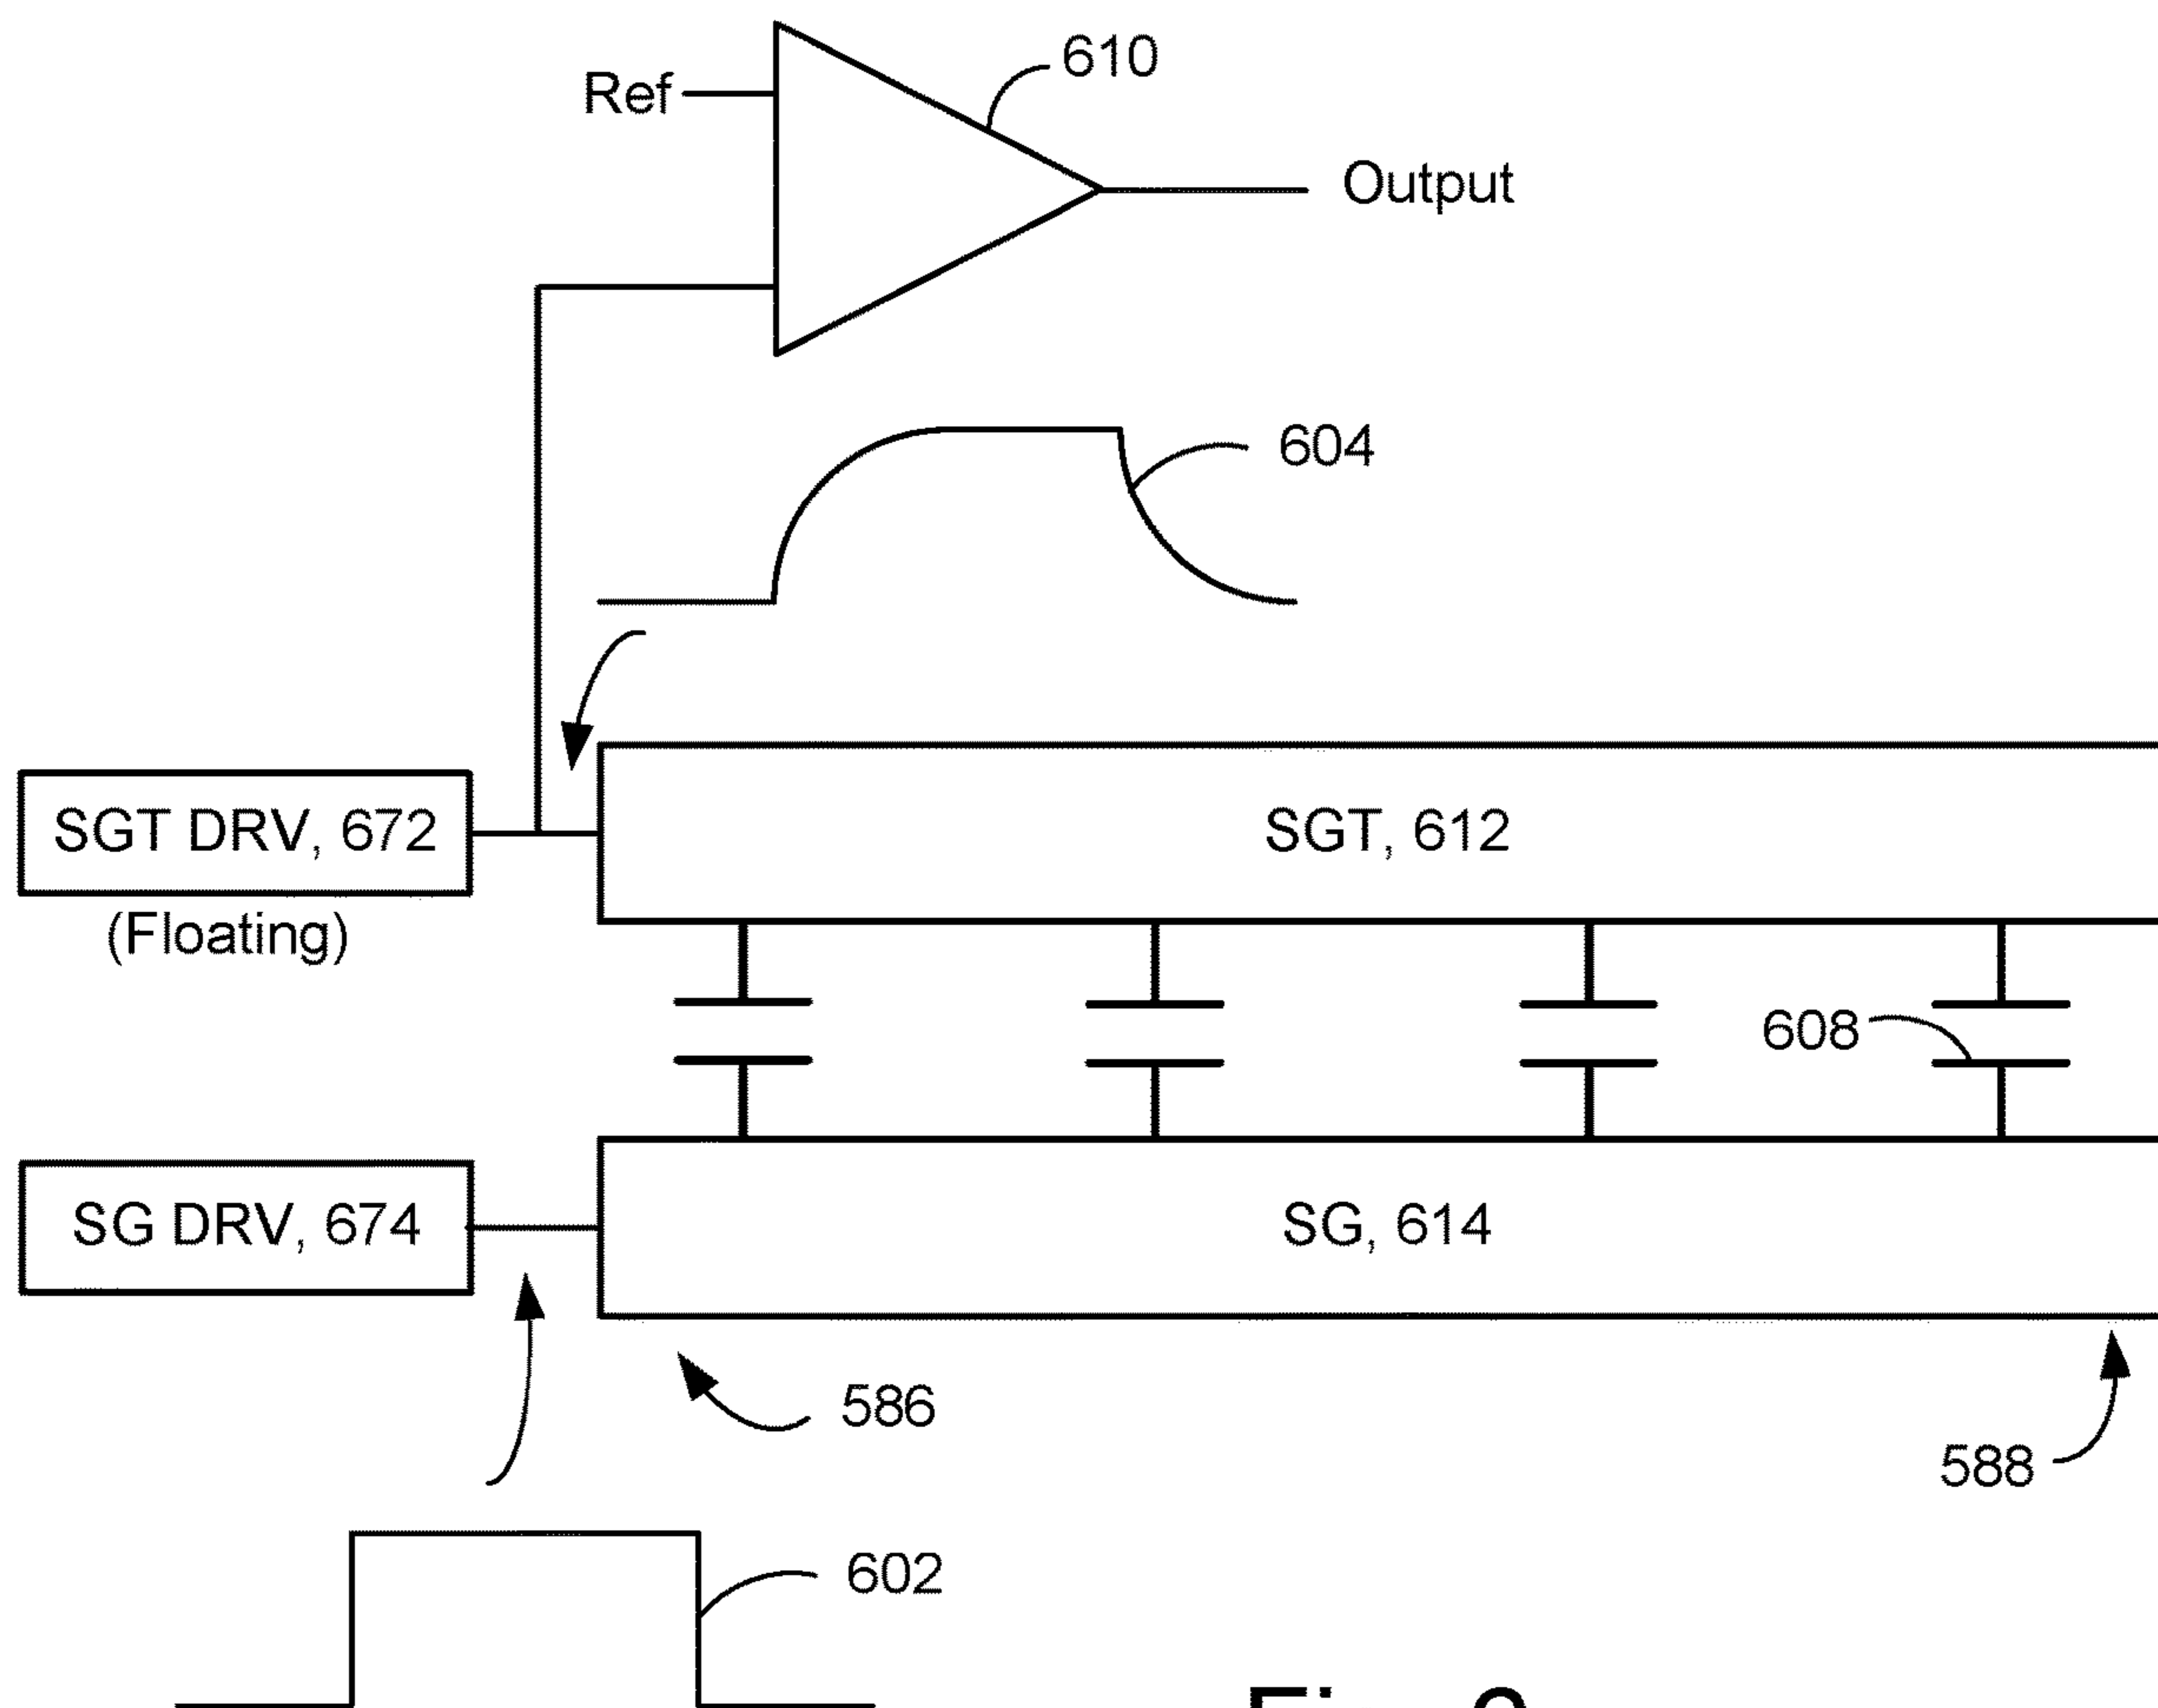 610
Ref
Output
604
SGT DRV, 672
SGT, 612
(Floating)
608
SG DRV, 674
SG, 614
586
588
602